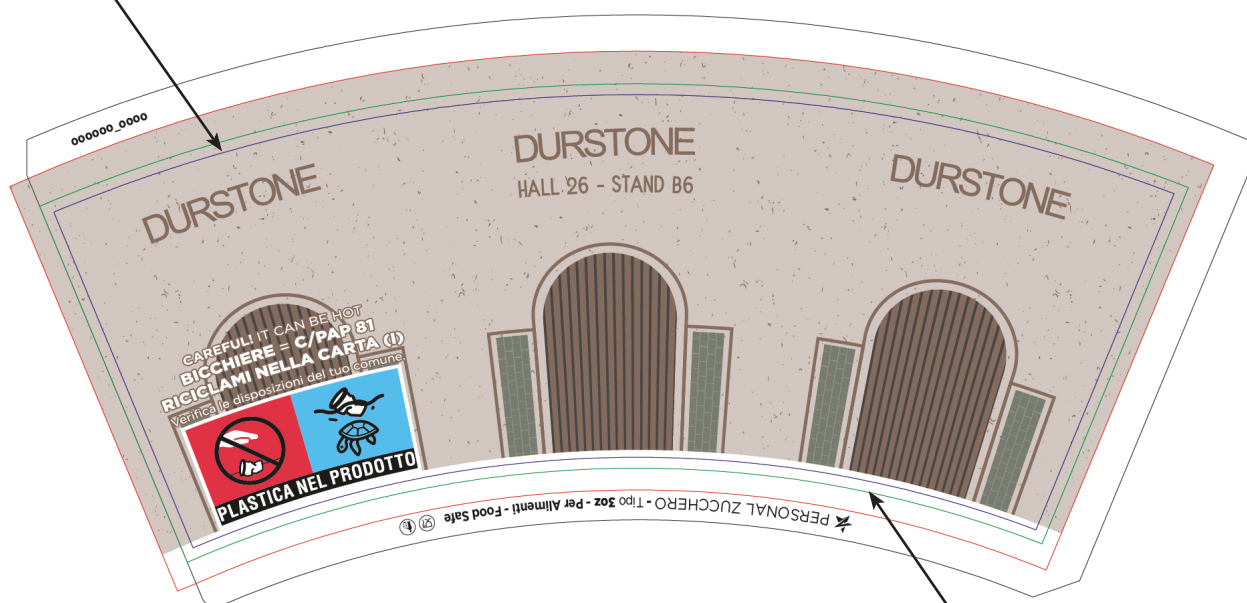 000000_0000
DURSTONE
DURSTONE
HALL 26 - STAND B6
DURSTONE
CAREFUL! IT CAN BE HOT
BICCHIERE = C/PAP 81
RICICLAMI NELLA CARTA (I)
Verifica le disposizioni del tuo comune.
PLASTICA NEL PRODOTTO
PERSONAL ZUCCHERO - Tipo 3oz - Per Alimenti - Food Safe